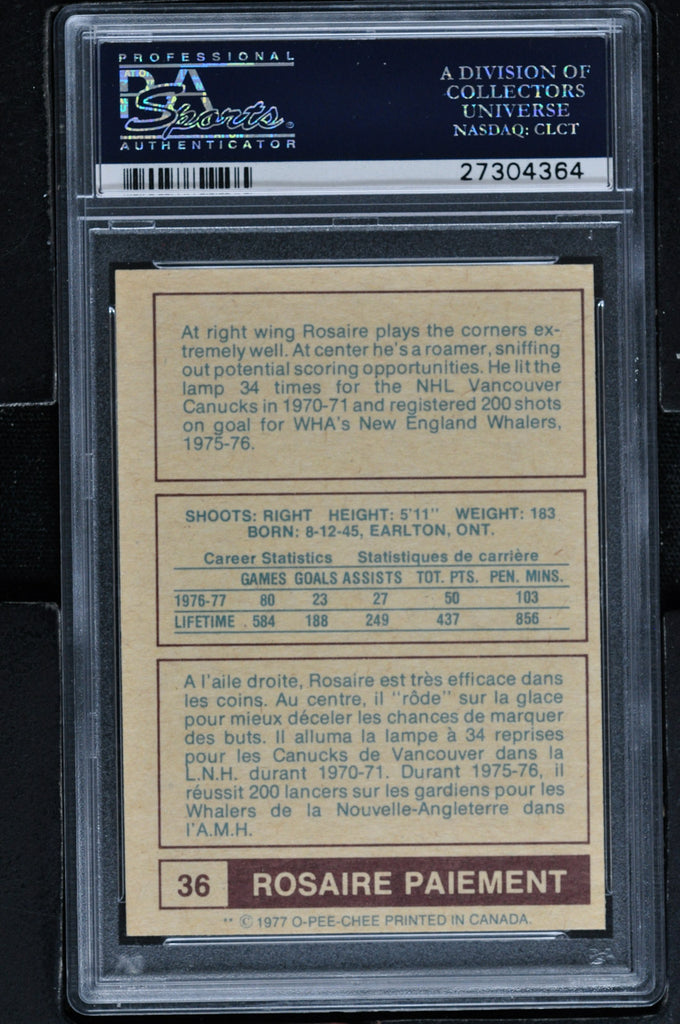 PROFESSIONAL
PSA
Sports®
AUTHENTICATOR
A DIVISION OF
COLLECTORS
UNIVERSE
NASDAQ: CLCT
27304364
At right wing Rosaire plays the corners ex-
tremely well. At center he's a roamer, sniffing
out potential scoring opportunities. He lit the
lamp 34 times for the NHL Vancouver
Canucks in 1970-71 and registered 200 shots
on goal for WHA's New England Whalers,
1975-76.
SHOOTS: RIGHT HEIGHT: 5'11" WEIGHT: 183
BORN: 8-12-45, EARLTON, ONT.
Career Statistics Statistiques de carrière
GAMES GOALS ASSISTS TOT. PTS. PEN. MINS.
1976-77 80 23 27 50 103
LIFETIME 584 188 249 437 856
A l'aile droite, Rosaire est très efficace dans
les coins. Au centre, il "rôde" sur la glace
pour mieux déceler les chances de marquer
des buts. Il alluma la lampe à 34 reprises
pour les Canucks de Vancouver dans la
L.N.H. durant 1970-71. Durant 1975-76, il
réussit 200 lancers sur les gardiens pour les
Whalers de la Nouvelle-Angleterre dans
l'A.M.H.
36 ROSAIRE PAIEMENT
** © 1977 O-PEE-CHEE PRINTED IN CANADA.